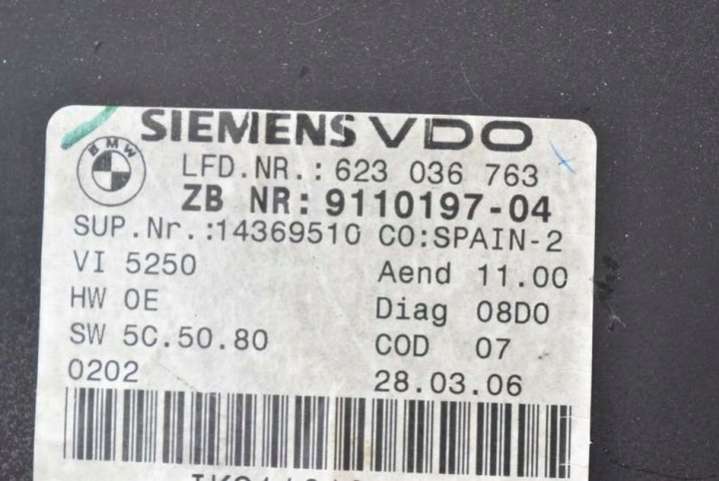 SIEMENS VDO
BMW
LFD.NR.: 623 036 763
ZB NR: 9110197-04
SUP.Nr.:14369510 CO:SPAIN-2
VI 5250 Aend 11.00
HW 0E Diag 08D0
SW 5C.50.80 COD 07
0202 28.03.06